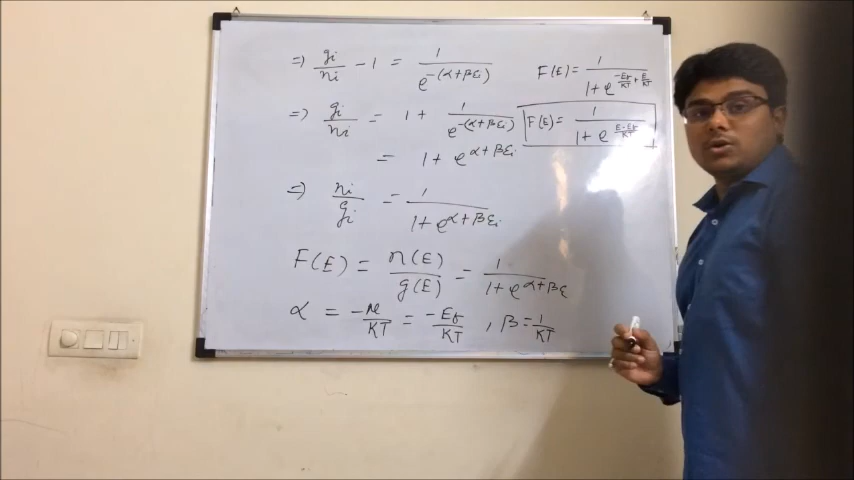 ⇒ gi/ni - 1 = 1/e^-(α+βεi)
⇒ gi/ni = 1 + 1/e^-(α+βεi)
= 1 + e^α+βεi
⇒ ni/gi = 1/1+e^α+βεi
F(E) = n(E)/g(E) = 1/1+e^α+βε
α = -μ/KT = -Ef/KT , β = 1/KT
F(E) = 1/1+e^-Ef/KT+E/KT
F(E) = 1/1+e^E-Ef/KT